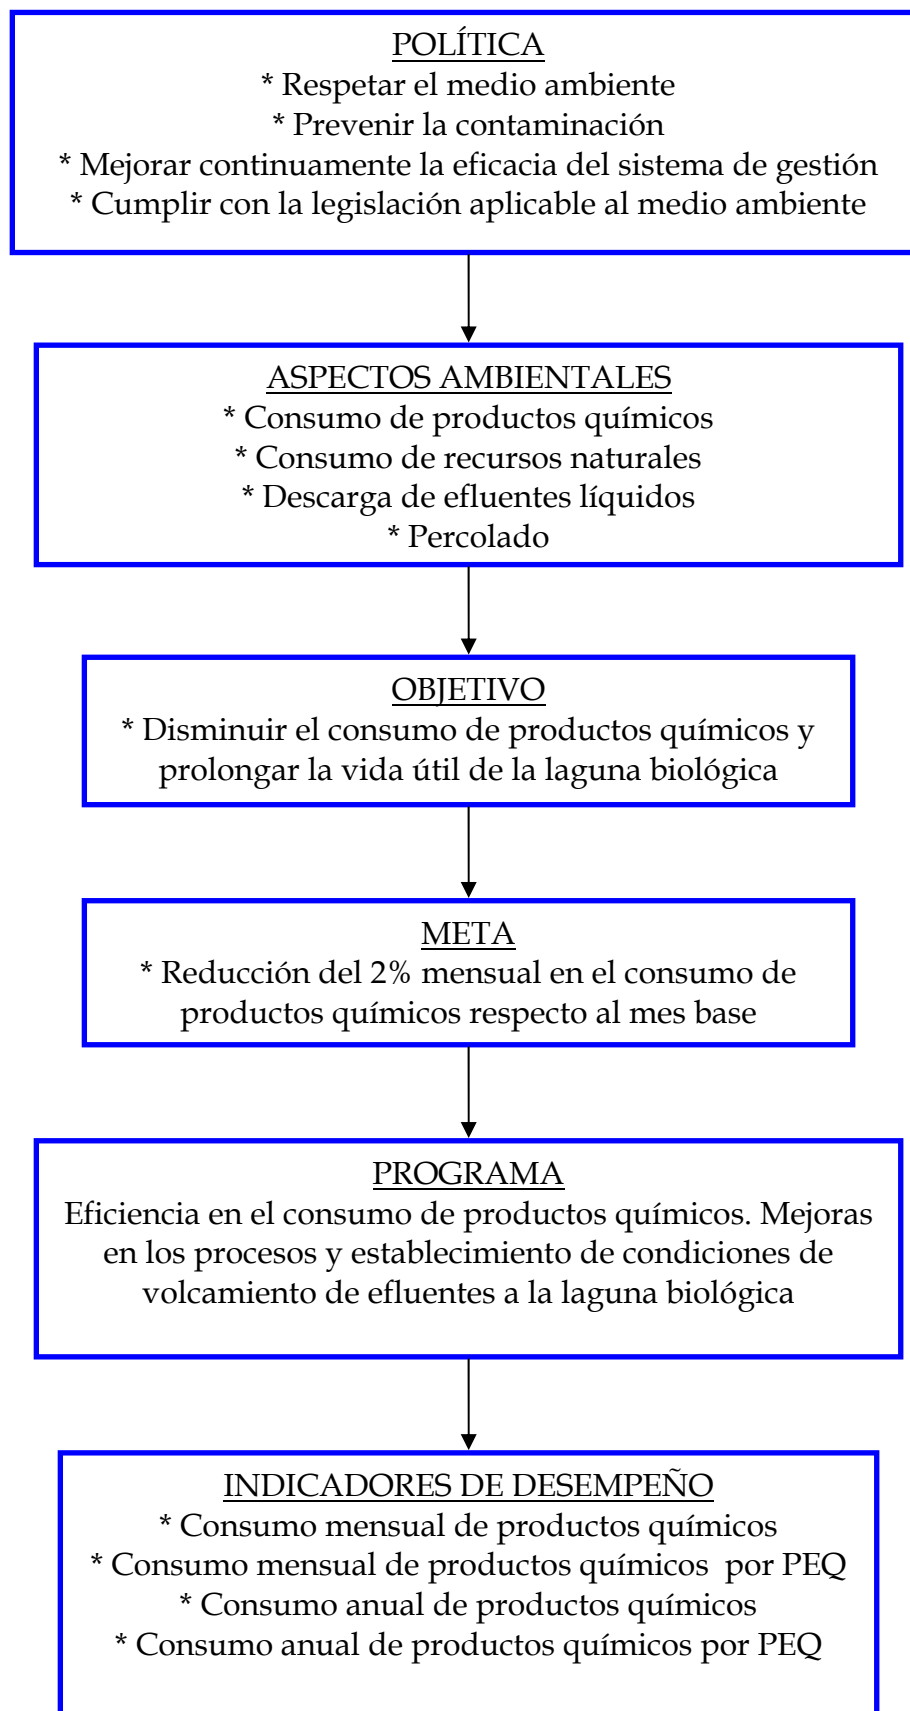 POLÍTICA
* Respetar el medio ambiente
* Prevenir la contaminación
* Mejorar continuamente la eficacia del sistema de gestión
* Cumplir con la legislación aplicable al medio ambiente
ASPECTOS AMBIENTALES
* Consumo de productos químicos
* Consumo de recursos naturales
* Descarga de efluentes líquidos
* Percolado
OBJETIVO
* Disminuir el consumo de productos químicos y
prolongar la vida útil de la laguna biológica
META
* Reducción del 2% mensual en el consumo de
productos químicos respecto al mes base
PROGRAMA
Eficiencia en el consumo de productos químicos. Mejoras
en los procesos y establecimiento de condiciones de
volcamiento de efluentes a la laguna biológica
INDICADORES DE DESEMPEÑO
* Consumo mensual de productos químicos
* Consumo mensual de productos químicos  por PEQ
* Consumo anual de productos químicos
* Consumo anual de productos químicos por PEQ